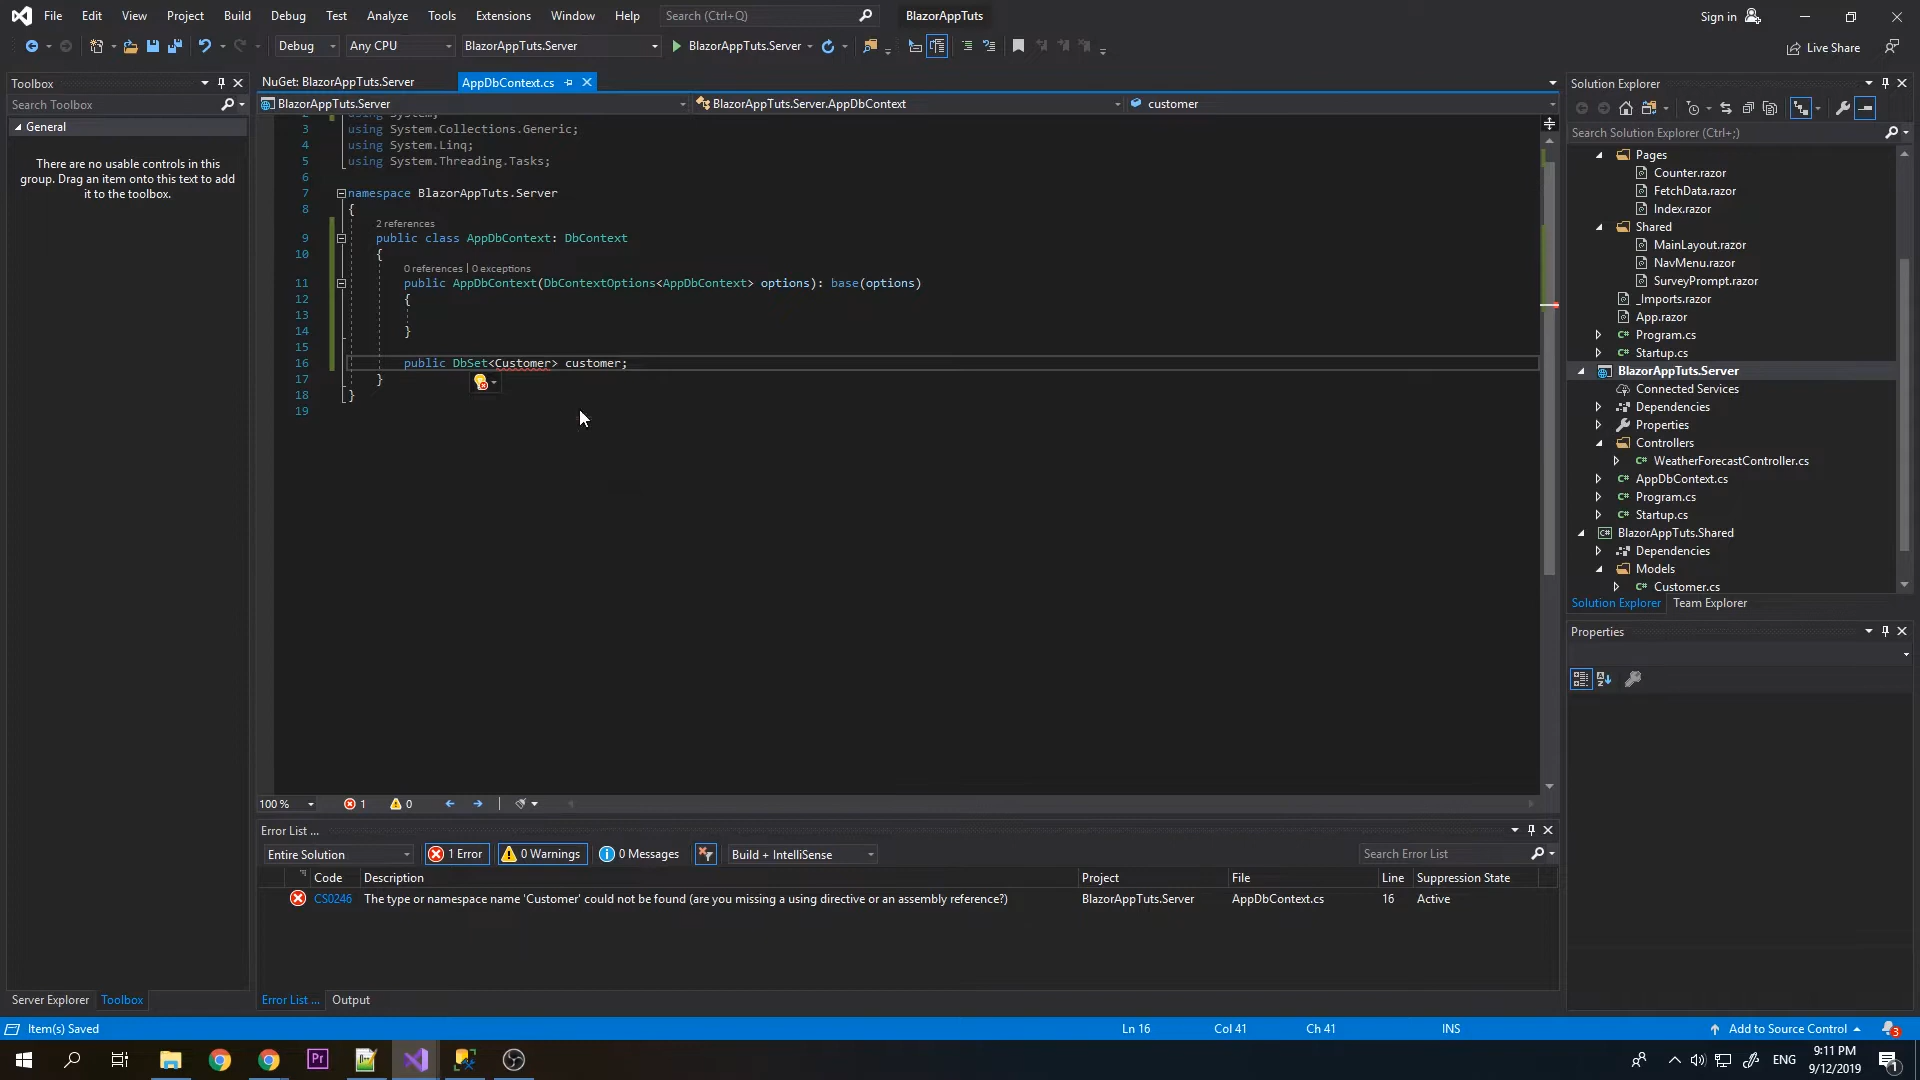 File Edit View Project Build Debug Test Analyze Tools Extensions Window Help Search (Ctrl+Q) BlazorAppTuts Sign in
Debug Any CPU BlazorAppTuts.Server BlazorAppTuts.Server Live Share
Toolbox
Search Toolbox
General
There are no usable controls in this
group. Drag an item onto this text to add
it to the toolbox.
Server Explorer Toolbox
NuGet: BlazorAppTuts.Server AppDbContext.cs
BlazorAppTuts.Server BlazorAppTuts.Server.AppDbContext customer
2 using System;
3 using System.Collections.Generic;
4 using System.Linq;
5 using System.Threading.Tasks;
6
7 namespace BlazorAppTuts.Server
8 {
2 references
9 public class AppDbContext: DbContext
10 {
0 references | 0 exceptions
11 public AppDbContext(DbContextOptions<AppDbContext> options): base(options)
12 {
13
14 }
15
16 public DbSet<Customer> customer;
17 }
18 }
19
100 % 1 0
Error List ...
Entire Solution 1 Error 0 Warnings 0 Messages Build + IntelliSense Search Error List
Code Description Project File Line Suppression State
CS0246 The type or namespace name 'Customer' could not be found (are you missing a using directive or an assembly reference?) BlazorAppTuts.Server AppDbContext.cs 16 Active
Error List ... Output
Solution Explorer
Search Solution Explorer (Ctrl+;)
Pages
Counter.razor
FetchData.razor
Index.razor
Shared
MainLayout.razor
NavMenu.razor
SurveyPrompt.razor
_Imports.razor
App.razor
C# Program.cs
C# Startup.cs
BlazorAppTuts.Server
Connected Services
Dependencies
Properties
Controllers
C# WeatherForecastController.cs
C# AppDbContext.cs
C# Program.cs
C# Startup.cs
C# BlazorAppTuts.Shared
Dependencies
Models
C# Customer.cs
Solution Explorer Team Explorer
Properties
Item(s) Saved Ln 16 Col 41 Ch 41 INS Add to Source Control 3
Pr ENG 9:11 PM
9/12/2019 1